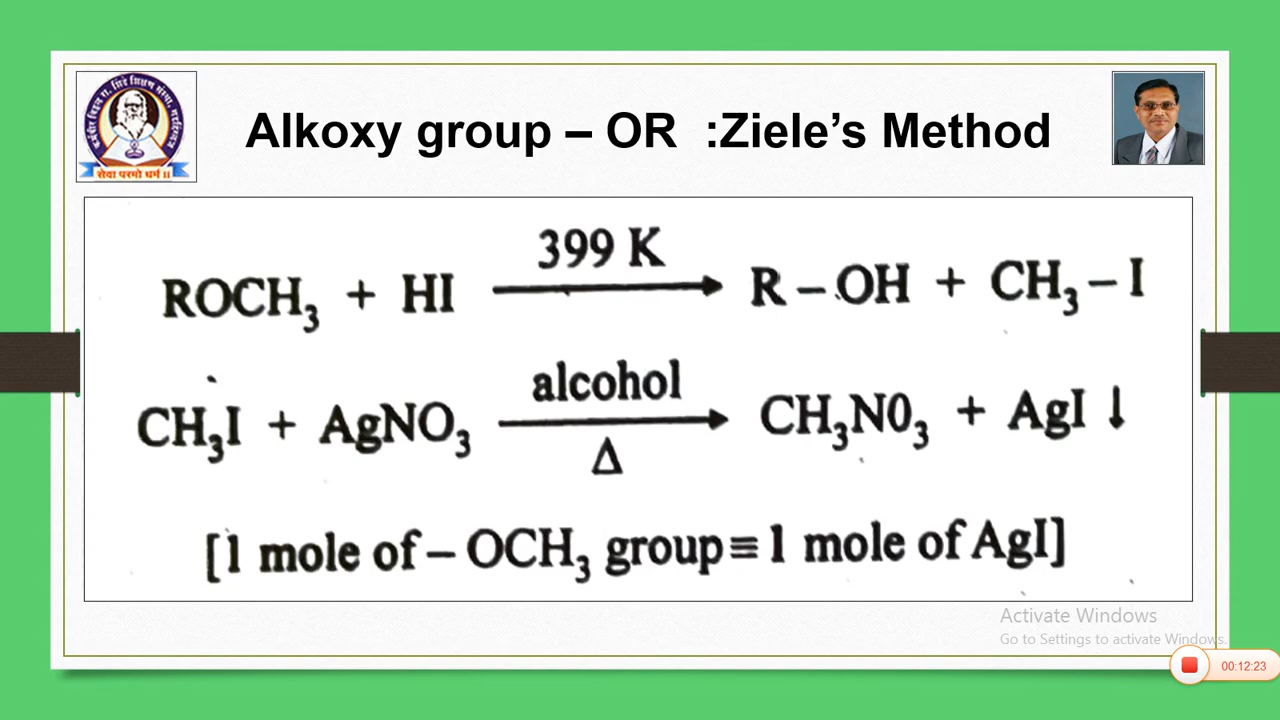 Alkoxy group – OR :Ziele's Method
399 K
ROCH₃ + HI ⟶ R – OH + CH₃ – I
alcohol
CH₃I + AgNO₃ ⟶ CH₃N0₃ + AgI ↓
Δ
[1 mole of – OCH₃ group ≡ 1 mole of AgI]
सेवा परमो धर्म ॥
Activate Windows
Go to Settings to activate Windows.
00:12:23